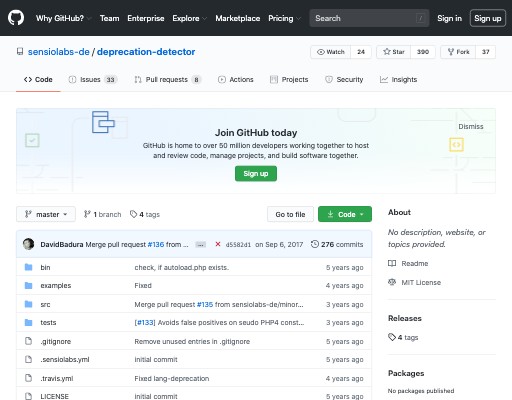 Why GitHub? Team Enterprise Explore Marketplace Pricing Search / Sign in Sign up
sensiolabs-de / deprecation-detector Watch 24 Star 390 Fork 37
Code Issues 33 Pull requests 8 Actions Projects Security Insights
Join GitHub today
Dismiss
GitHub is home to over 50 million developers working together to host
and review code, manage projects, and build software together.
Sign up
master 1 branch 4 tags Go to file Code
DavidBadura Merge pull request #136 from ... ... d5582d1 on Sep 6, 2017 276 commits
bin check, if autoload.php exists. 5 years ago
examples Fixed 4 years ago
src Merge pull request #135 from sensiolabs-de/minor... 3 years ago
tests [#133] Avoids false positives on seudo PHP4 const... 3 years ago
.gitignore Remove unused entries in .gitignore 5 years ago
.sensiolabs.yml initial commit 5 years ago
.travis.yml Fixed lang-deprecation 4 years ago
LICENSE initial commit 5 years ago
About
No description, website, or
topics provided.
Readme
MIT License
Releases
4 tags
Packages
No packages published